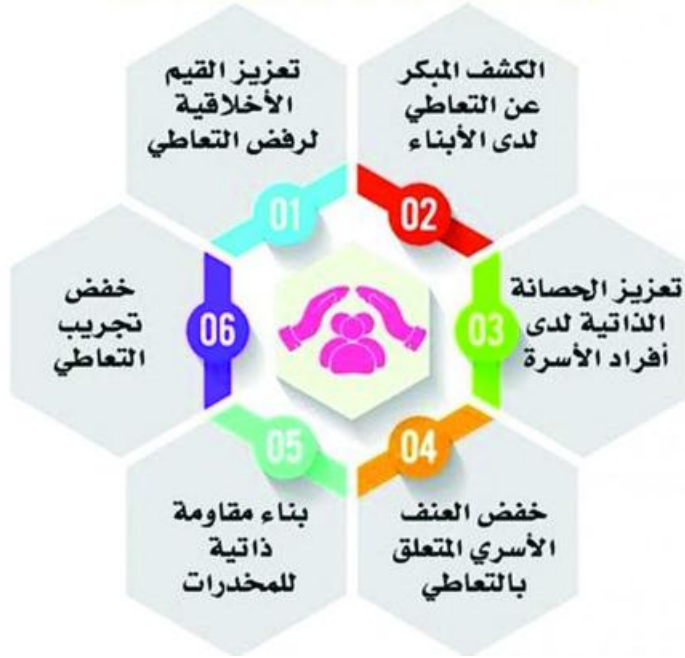 01
تعزيز القيم
الأخلاقية
لرفض التعاطي
02
الكشف المبكر
عن التعاطي
لدى الأبناء
03
تعزيز الحصانة
الذاتية لدى
أفراد الأسرة
04
خفض العنف
الأسري المتعلق
بالتعاطي
05
بناء مقاومة
ذاتية
للمخدرات
06
خفض
تجريب
التعاطي